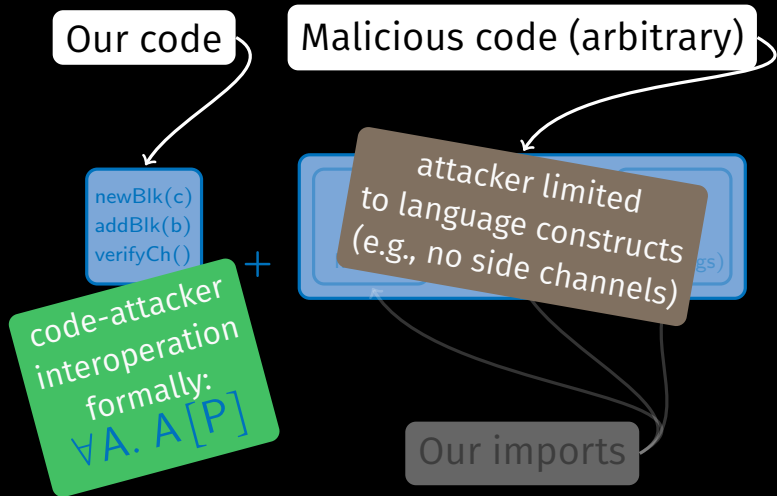 Our code
Malicious code (arbitrary)
newBlk(c)
addBlk(b)
verifyCh()
+
attacker limited
to language constructs
(e.g., no side channels)
code-attacker
interoperation
formally:
∀A. A [P]
Our imports